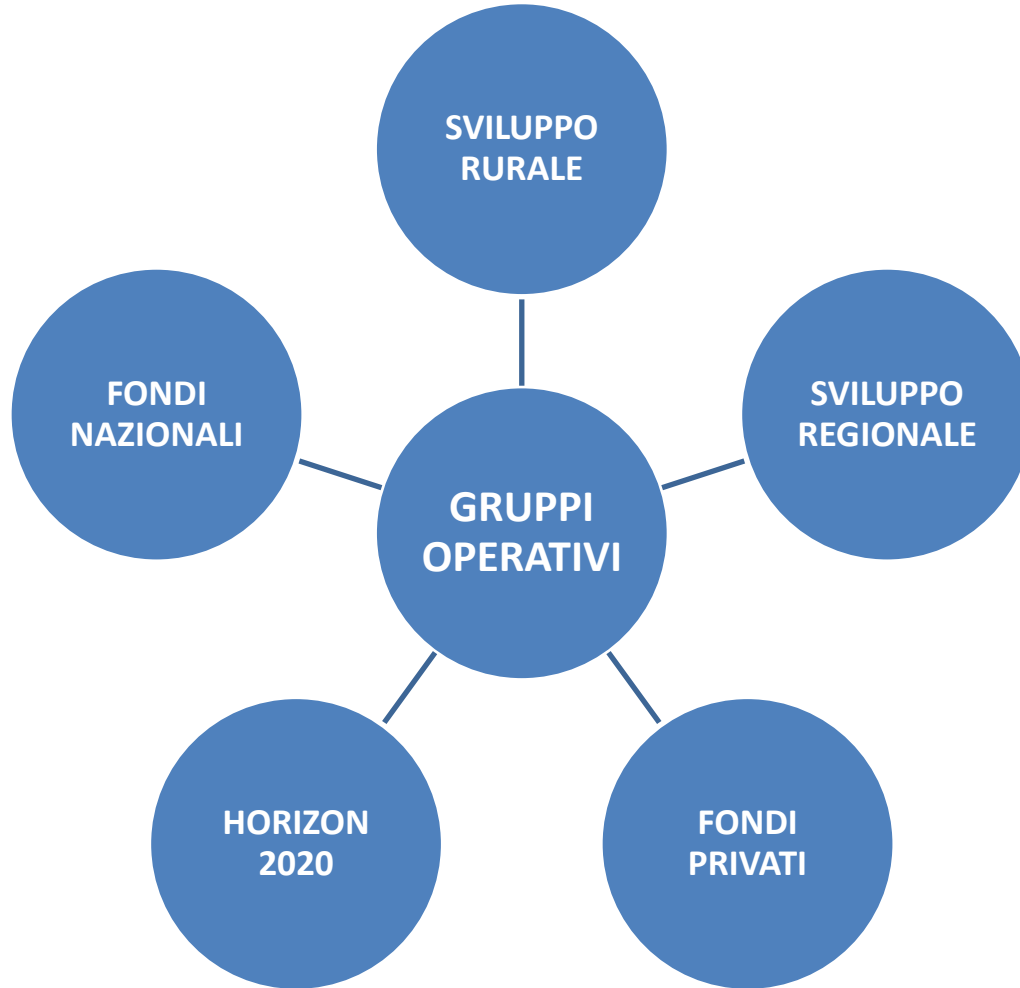 SVILUPPO
RURALE
FONDI
NAZIONALI
SVILUPPO
REGIONALE
GRUPPI
OPERATIVI
HORIZON
2020
FONDI
PRIVATI